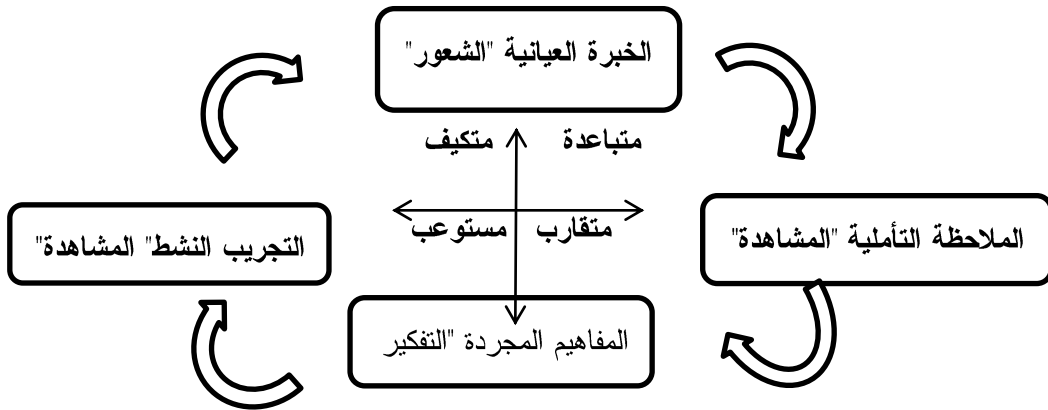 الخبرة العيانية "الشعور"
متباعدة
متكيف
الملاحظة التأملية "المشاهدة"
متقارب
مستوعب
التجريب النشط" المشاهدة"
المفاهيم المجردة "التفكير